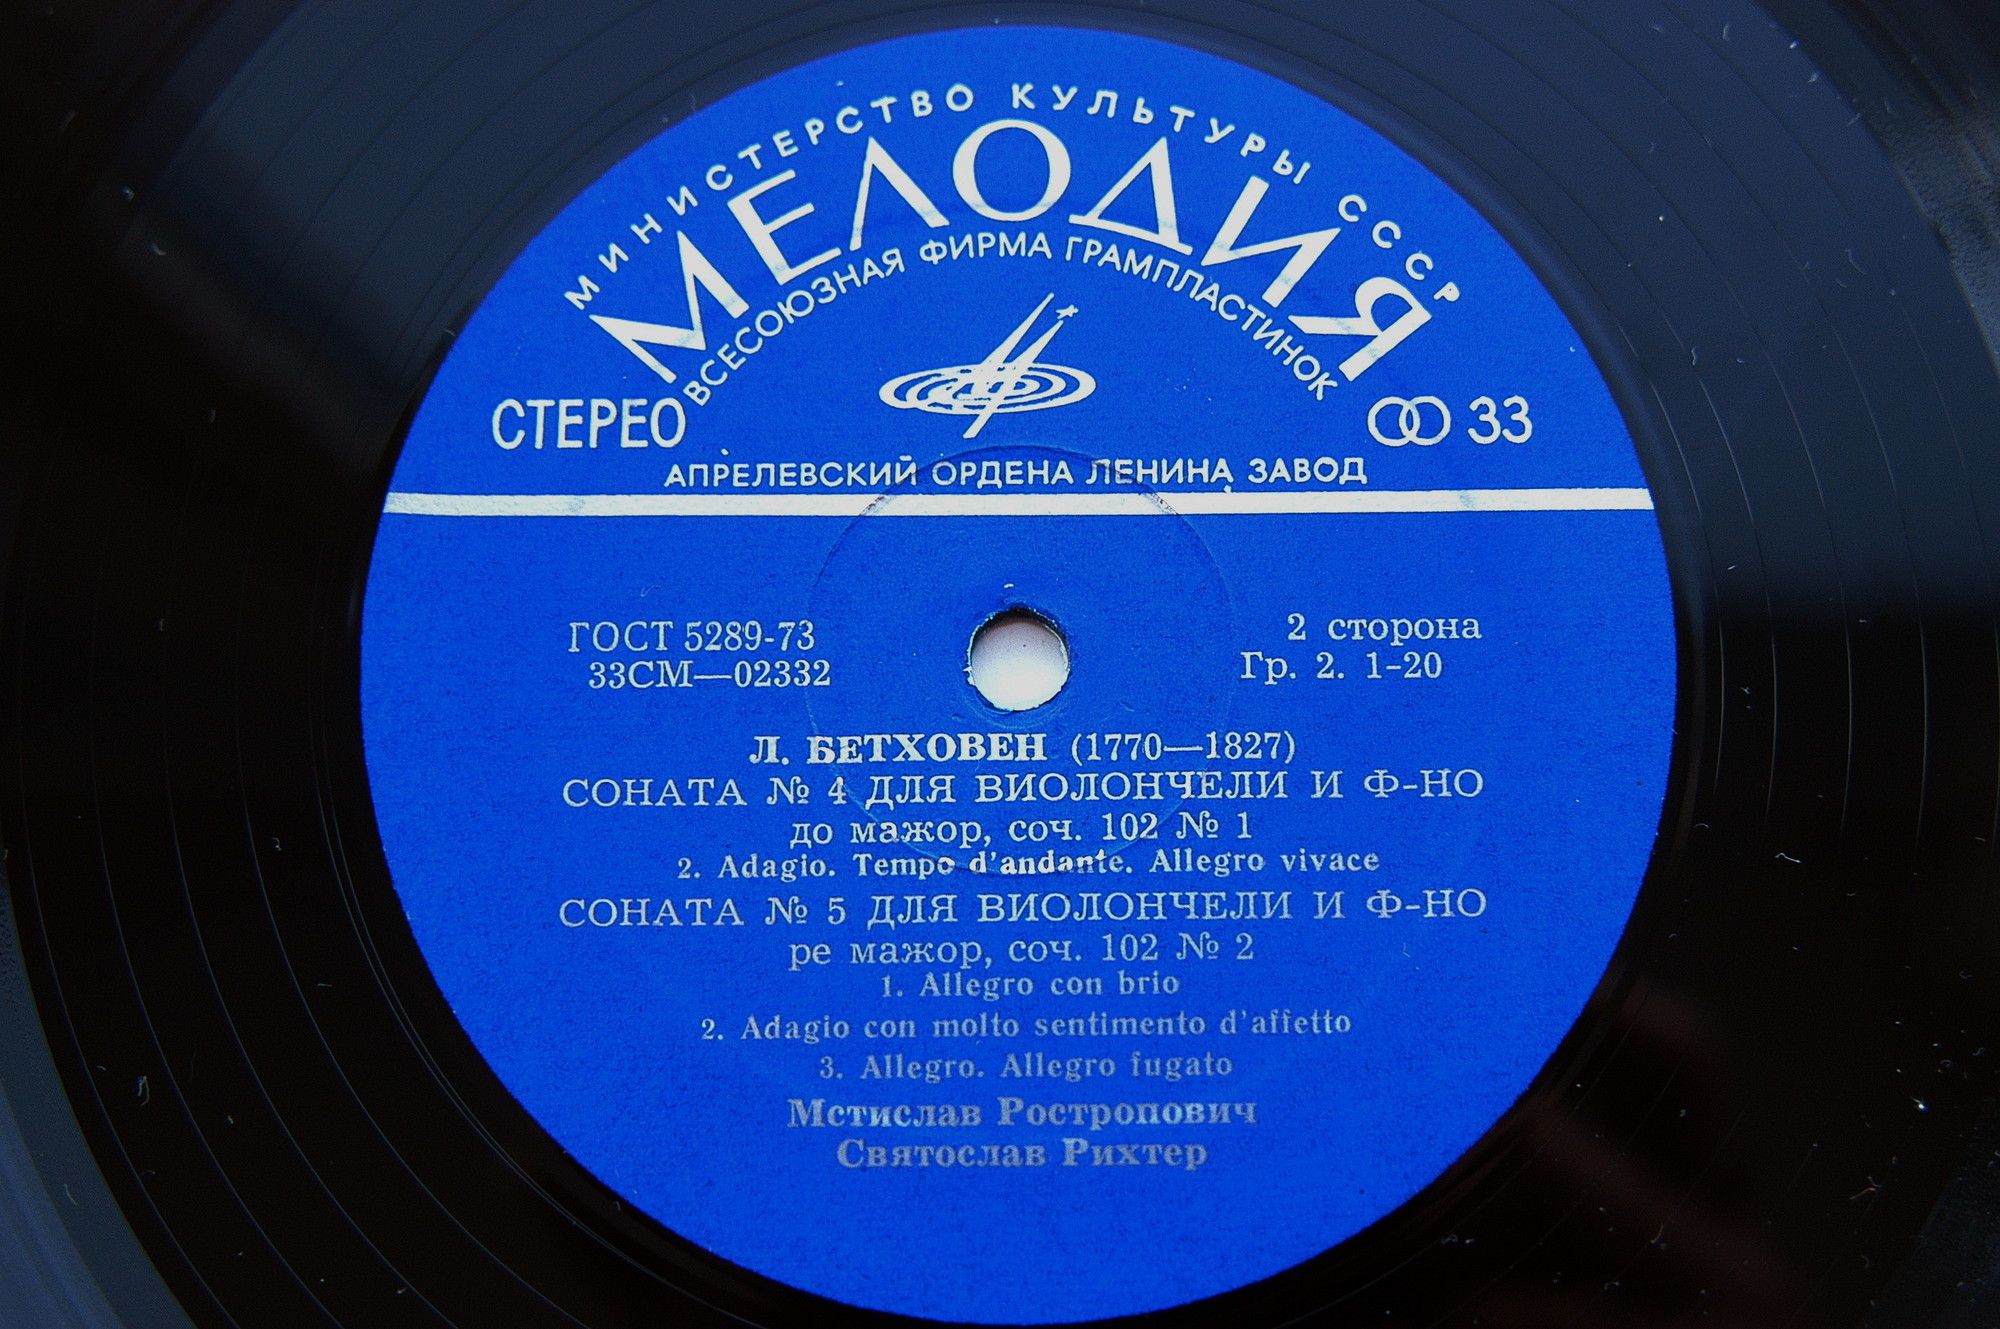 МИНИСТЕРСТВО КУЛЬТУРЫ СССР
МЕЛОДИЯ
ВСЕСОЮЗНАЯ ФИРМА ГРАМПЛАСТИНОК
СТЕРЕО
33
АПРЕЛЕВСКИЙ ОРДЕНА ЛЕНИНА ЗАВОД
ГОСТ 5289-73
33СМ—02332
2 сторона
Гр. 2. 1-20
Л. БЕТХОВЕН (1770—1827)
СОНАТА № 4 ДЛЯ ВИОЛОНЧЕЛИ И Ф-НО
до мажор, соч. 102 № 1
2. Adagio. Tempo d'andante. Allegro vivace
СОНАТА № 5 ДЛЯ ВИОЛОНЧЕЛИ И Ф-НО
ре мажор, соч. 102 № 2
1. Allegro con brio
2. Adagio con molto sentimento d'affetto
3. Allegro. Allegro fugato
Мстислав Ростропович
Святослав Рихтер